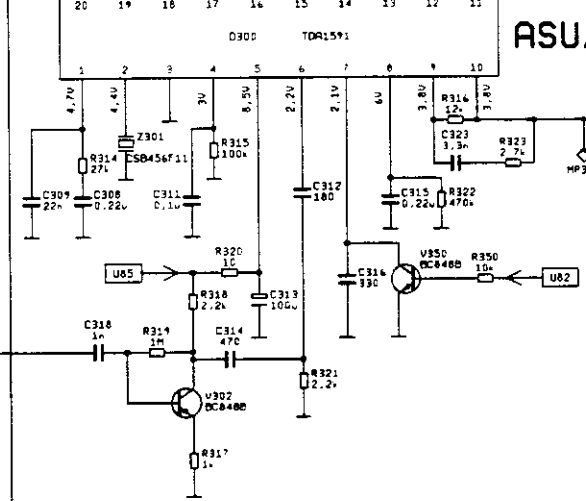 20 19 18 17 16 15 14 13 12 11
D300 TDA1591
ASU
1 2 3 4 5 6 7 8 9 10
4,7V 4,4V 3V 8,5V 2,2V 2,1V 6V 3,8V 3,8V
R316
12k
C323
3,3n
R323
2,7k
MP3
Z301
CSB456F11
R314
27k
R315
100k
C309
22n
C308
0,22u
C311
0,1u
C312
180
C315
0,22u
R322
470k
U85
R320
10
C316
330
V350
BC848B
R350
10k
U82
R318
2,2k
C313
100u
C318
1n
R319
1M
C314
470
R321
2,2k
V302
BC848B
R317
1k